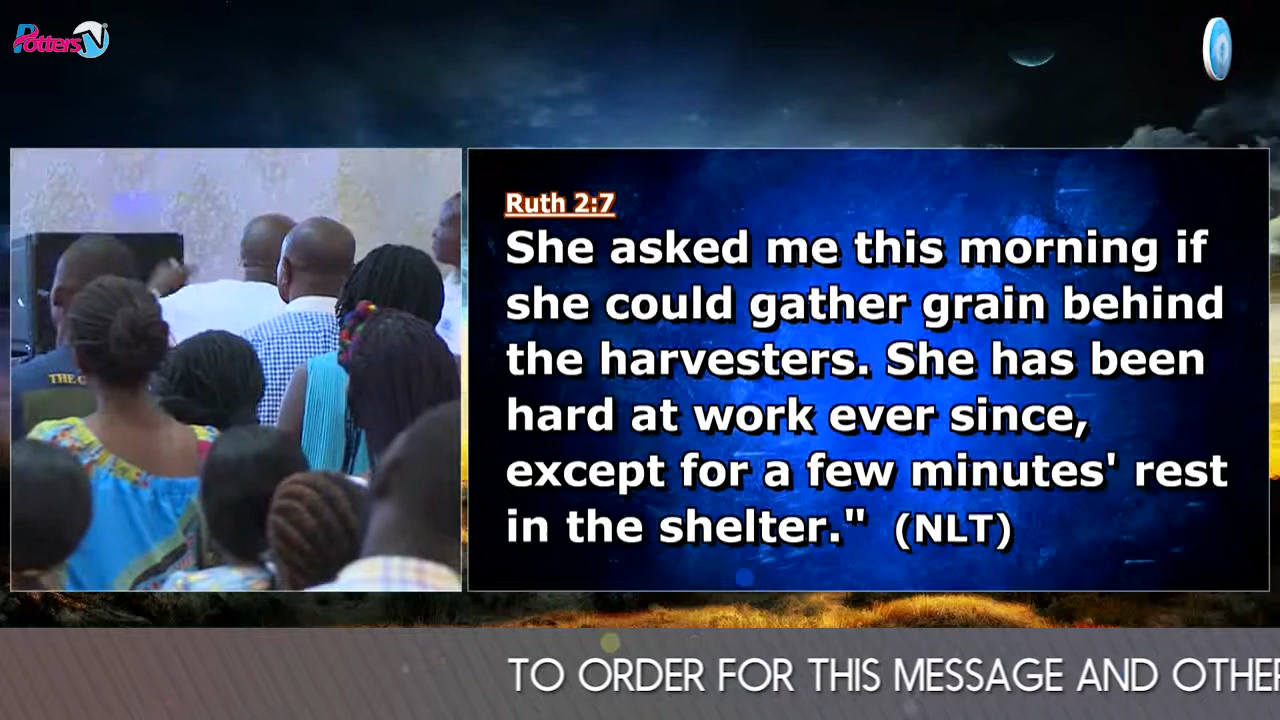 PottersTV
Ruth 2:7
She asked me this morning if
she could gather grain behind
the harvesters. She has been
hard at work ever since,
except for a few minutes' rest
in the shelter." (NLT)
THE
TO ORDER FOR THIS MESSAGE AND OTHER